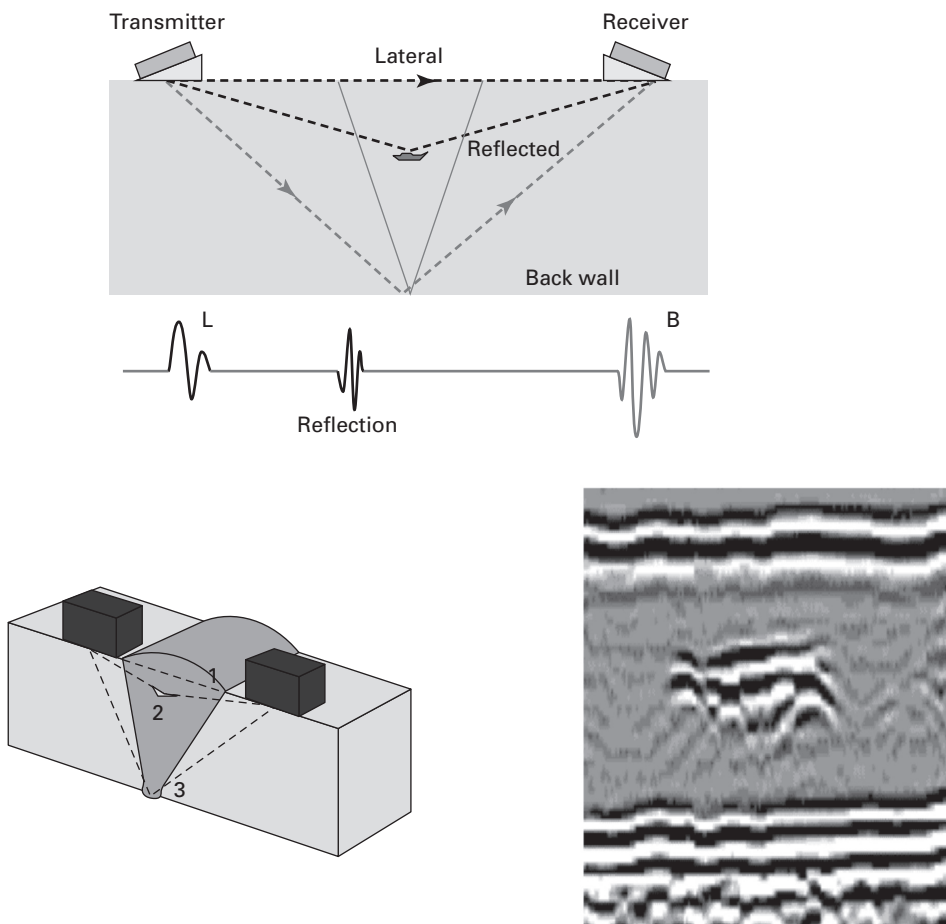 Transmitter
Receiver
Lateral
Reflected
Back wall
L
B
Reflection
1
2
3